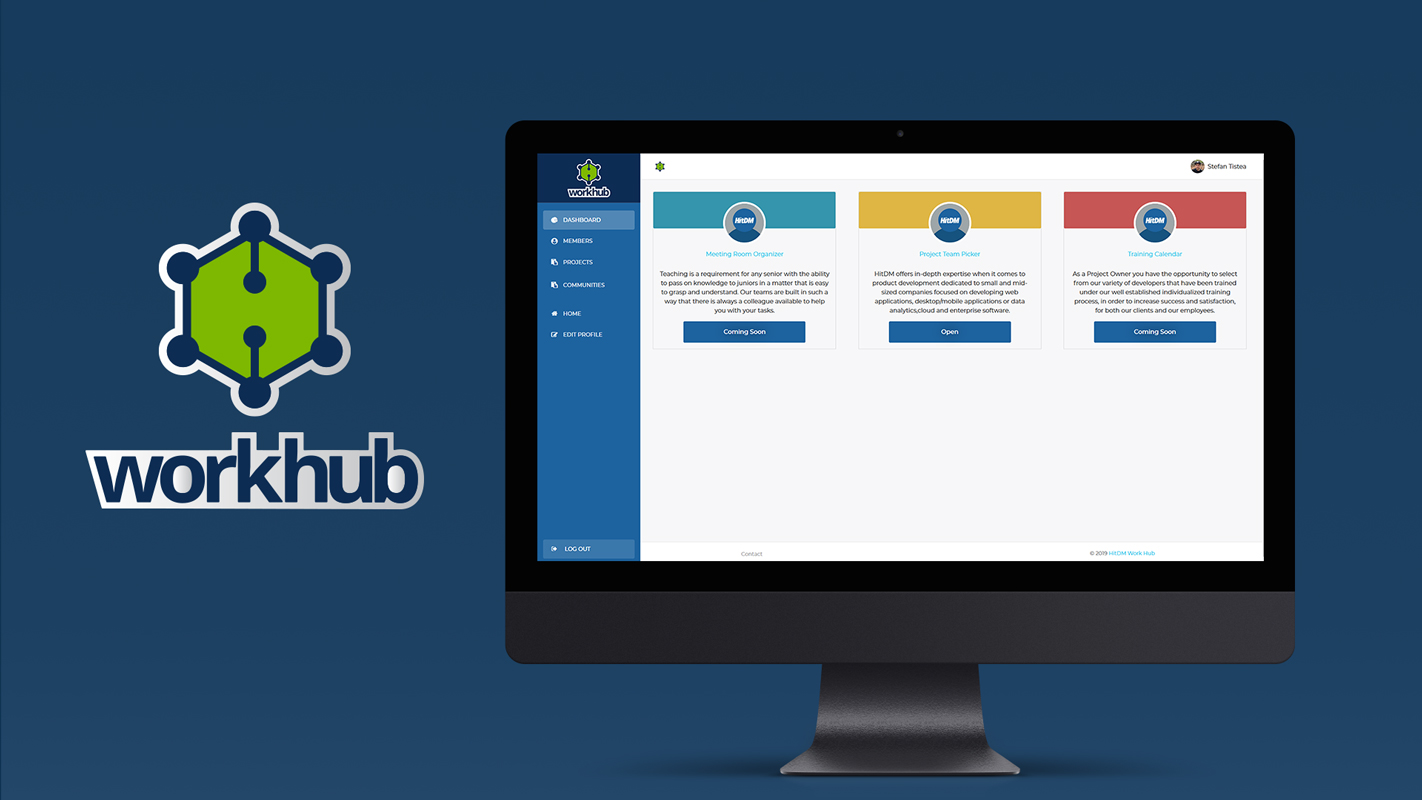 workhub
workhub
DASHBOARD
MEMBERS
PROJECTS
COMMUNITIES
HOME
EDIT PROFILE
LOG OUT
Stefan Tistea
HitDM
Meeting Room Organizer
Teaching is a requirement for any senior with the ability
to pass on knowledge to juniors in a matter that is easy
to grasp and understand. Our teams are built in such a
way that there is always a colleague available to help
you with your tasks.
Coming Soon
HitDM
Project Team Picker
HitDM offers in-depth expertise when it comes to
product development dedicated to small and mid-
sized companies focused on developing web
applications, desktop/mobile applications or data
analytics,cloud and enterprise software.
Open
HitDM
Training Calendar
As a Project Owner you have the opportunity to select
from our variety of developers that have been trained
under our well established individualized training
process, in order to increase success and satisfaction,
for both our clients and our employees.
Coming Soon
Contact
© 2019 HitDM Work Hub